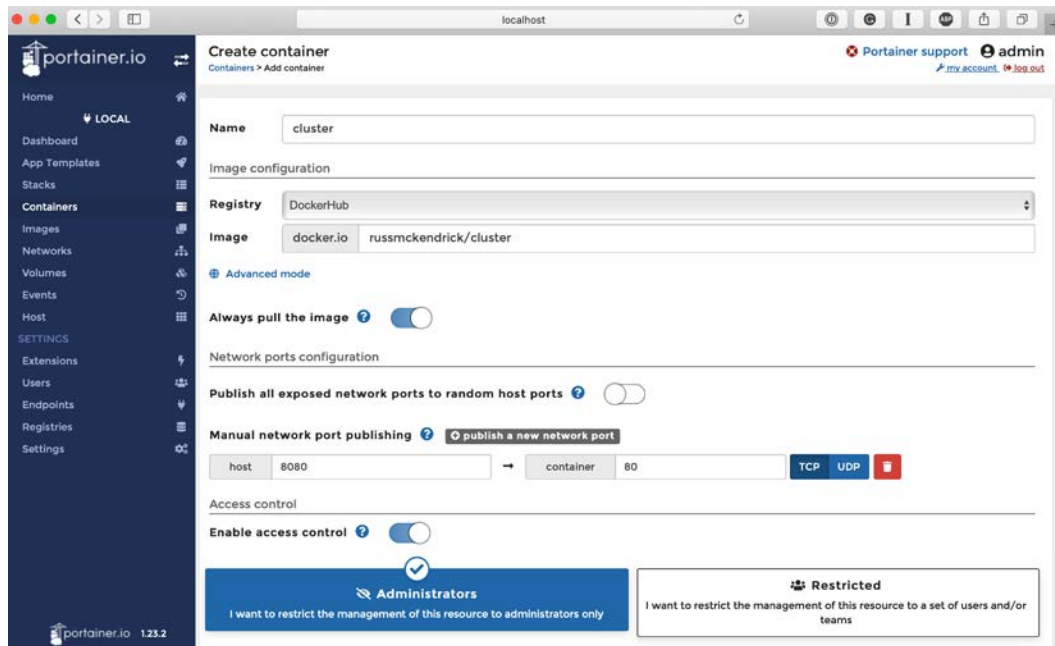 localhost
portainer.io
Create container
Containers > Add container
Portainer support admin
my account log out
Home
LOCAL
Dashboard
App Templates
Stacks
Containers
Images
Networks
Volumes
Events
Host
SETTINGS
Extensions
Users
Endpoints
Registries
Settings
portainer.io 1.23.2
Name cluster
Image configuration
Registry DockerHub
Image docker.io russmckendrick/cluster
Advanced mode
Always pull the image
Network ports configuration
Publish all exposed network ports to random host ports
Manual network port publishing publish a new network port
host 8080 → container 80 TCP UDP
Access control
Enable access control
Administrators
I want to restrict the management of this resource to administrators only
Restricted
I want to restrict the management of this resource to a set of users and/or
teams